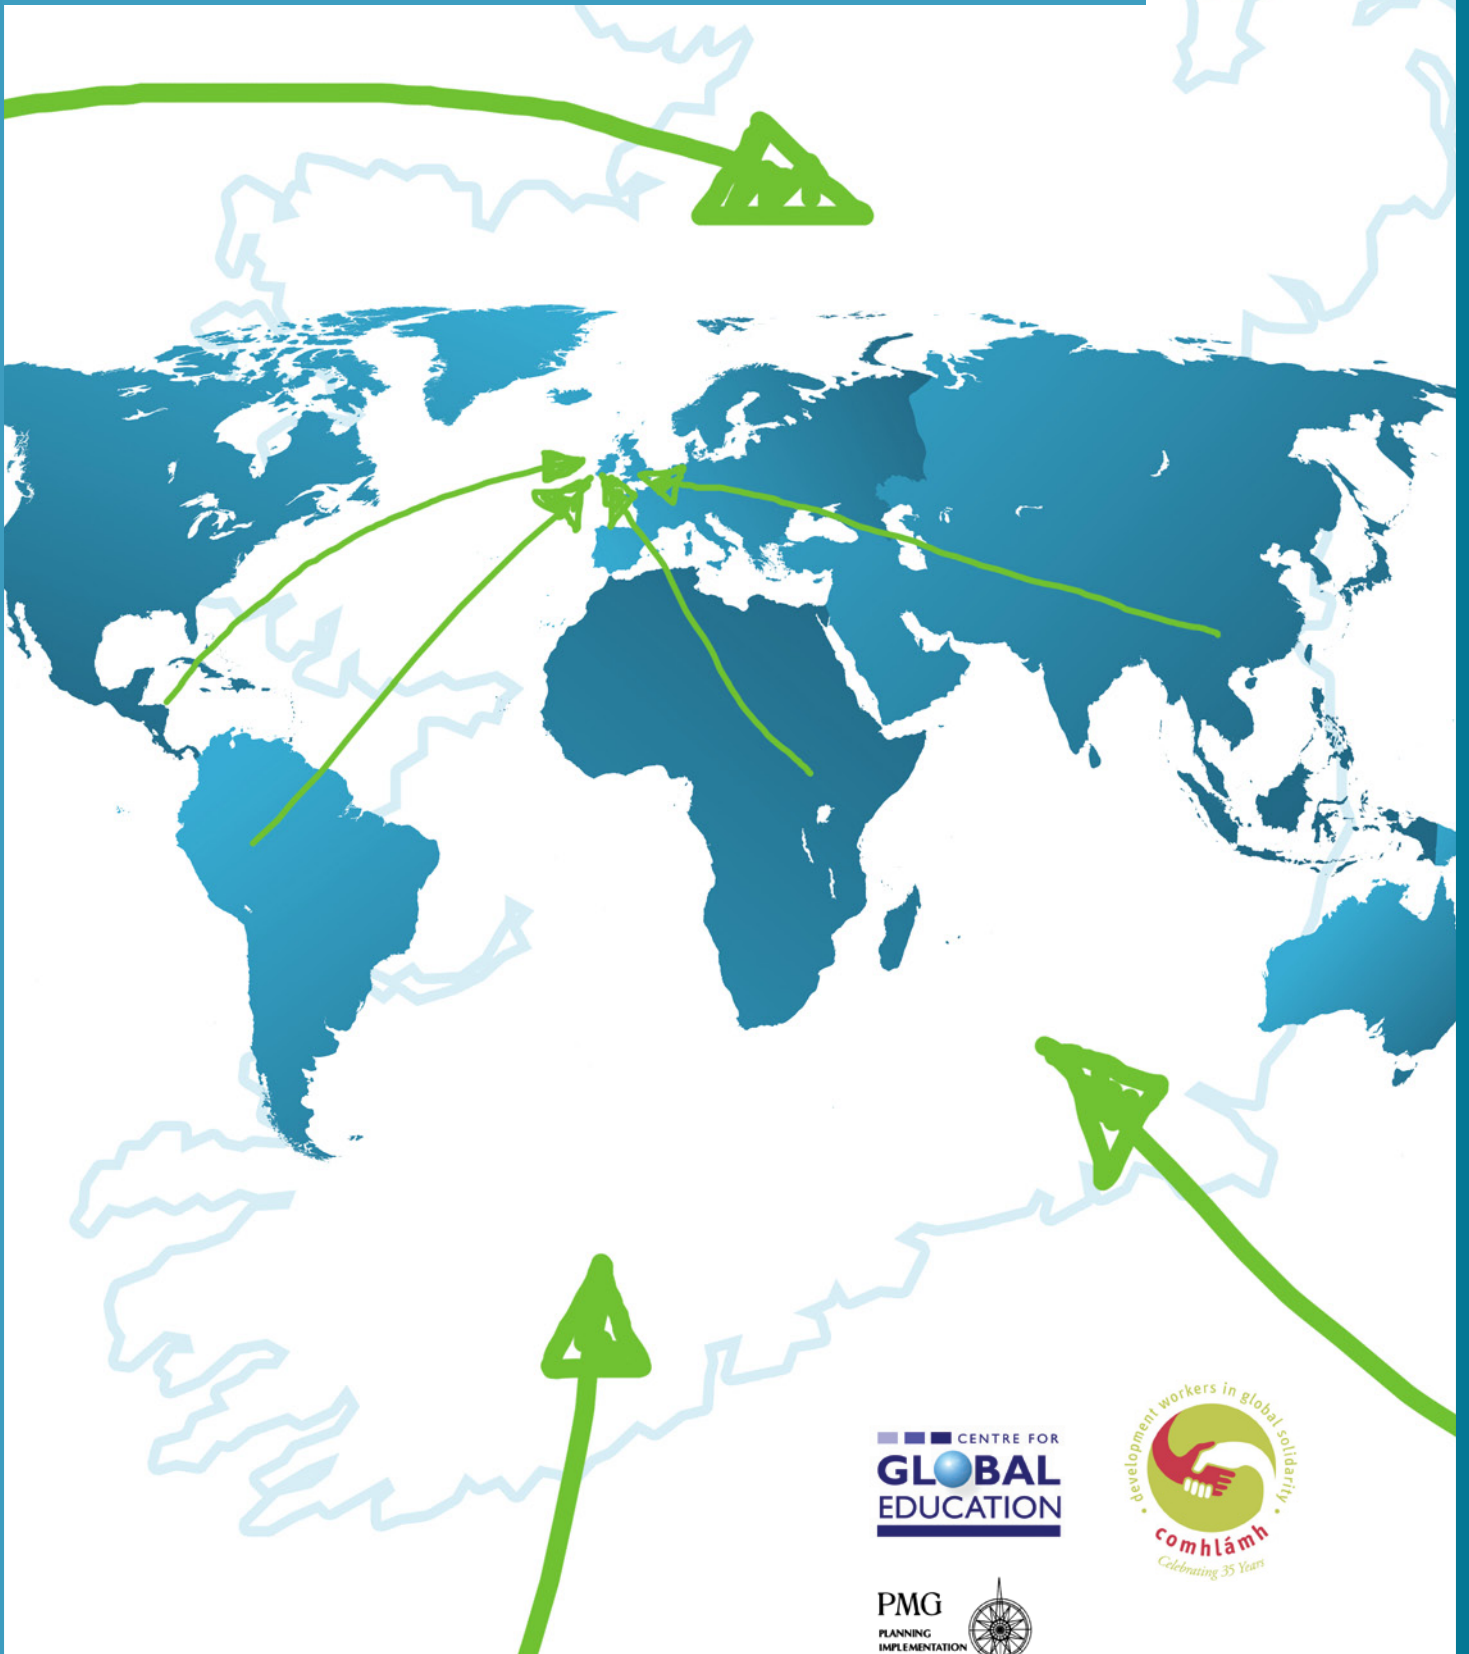 CENTRE FOR
GLOBAL
EDUCATION
• development workers in global solidarity •
comhlámh
Celebrating 35 Years
PMG
PLANNING
IMPLEMENTATION